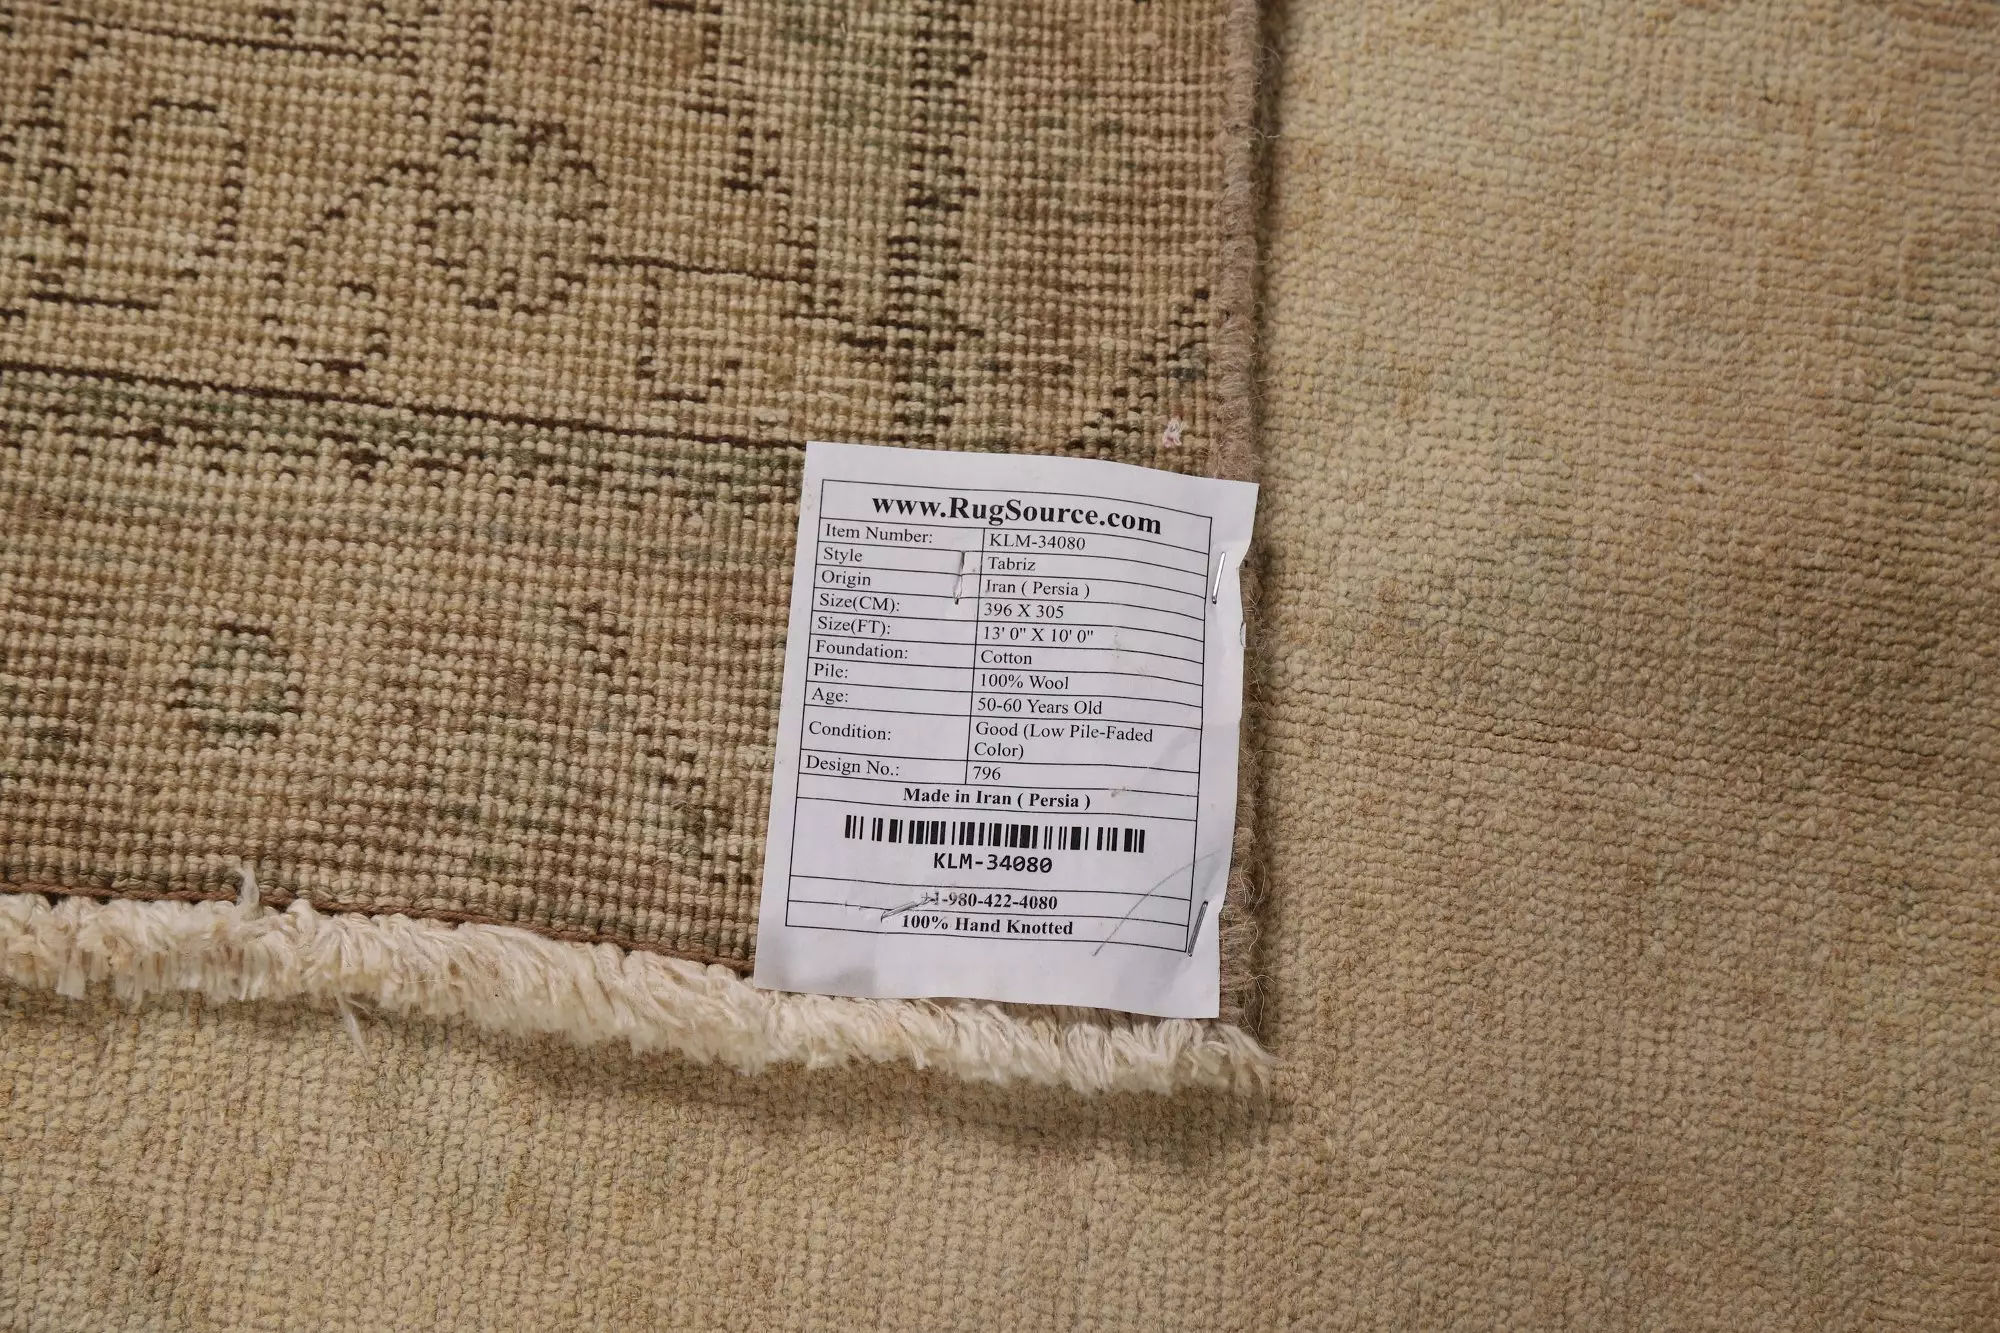 www.RugSource.com
Item Number: KLM-34080
Style Tabriz
Origin Iran ( Persia )
Size(CM): 396 X 305
Size(FT): 13' 0" X 10' 0"
Foundation: Cotton
Pile: 100% Wool
Age: 50-60 Years Old
Condition: Good (Low Pile-Faded
Color)
Design No.: 796
Made in Iran ( Persia )
KLM-34080
+1-980-422-4080
100% Hand Knotted